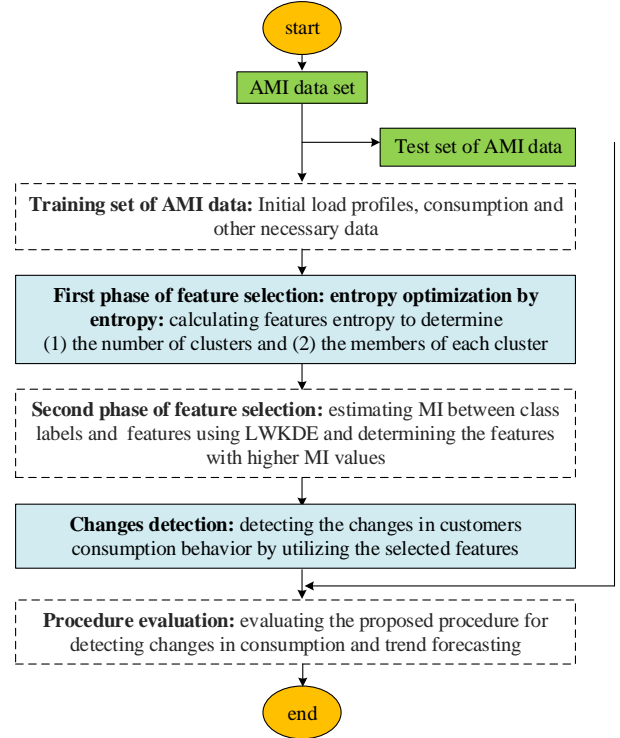 start
AMI data set
Test set of AMI data
Training set of AMI data: Initial load profiles, consumption and
other necessary data
First phase of feature selection: entropy optimization by
entropy: calculating features entropy to determine
(1) the number of clusters and (2) the members of each cluster
Second phase of feature selection: estimating MI between class
labels and features using LWKDE and determining the features
with higher MI values
Changes detection: detecting the changes in customers
consumption behavior by utilizing the selected features
Procedure evaluation: evaluating the proposed procedure for
detecting changes in consumption and trend forecasting
end